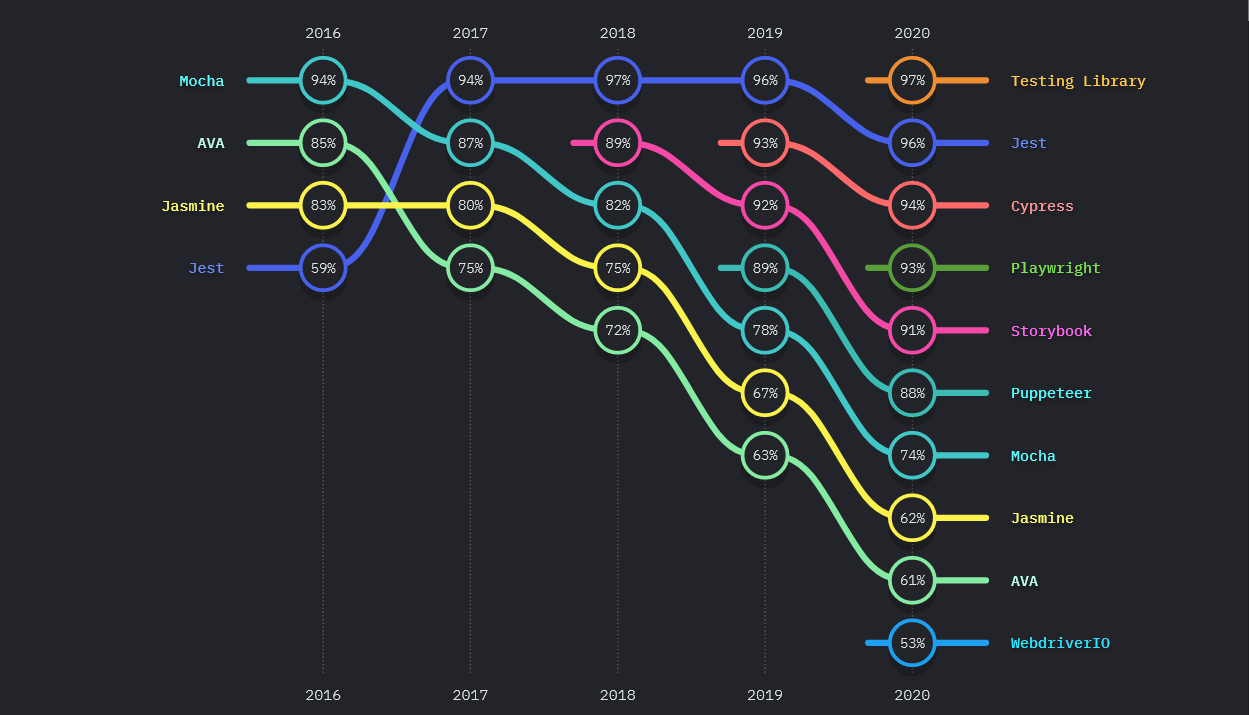 2016 2017 2018 2019 2020
Mocha 94% 94% 97% 96% 97% Testing Library
AVA 85% 87% 89% 93% 96% Jest
Jasmine 83% 80% 82% 92% 94% Cypress
Jest 59% 75% 75% 89% 93% Playwright
72% 78% 91% Storybook
67% 88% Puppeteer
63% 74% Mocha
62% Jasmine
61% AVA
53% WebdriverIO
2016 2017 2018 2019 2020